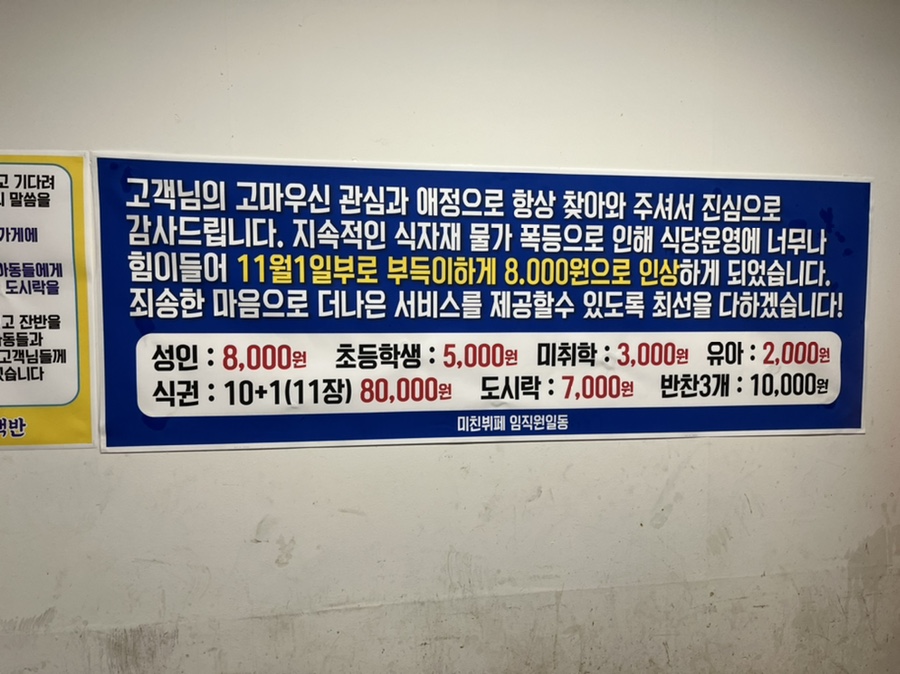 고 기다려
말씀을
가게에
아동들에게
도시락을
고 잔반을
아동들과
고객님들께
겠습니다
백반
고객님의 고마우신 관심과 애정으로 항상 찾아와 주셔서 진심으로
감사드립니다. 지속적인 식자재 물가 폭등으로 인해 식당운영에 너무나
힘이들어 11월1일부로 부득이하게 8.000원으로 인상하게 되었습니다.
죄송한 마음으로 더나은 서비스를 제공할수 있도록 최선을 다하겠습니다!
성인 : 8,000원 초등학생 : 5,000원 미취학 : 3,000원 유아 : 2,000원
식권 : 10+1(11장) 80,000원 도시락 : 7,000원 반찬3개 : 10,000원
미친뷔페 임직원일동